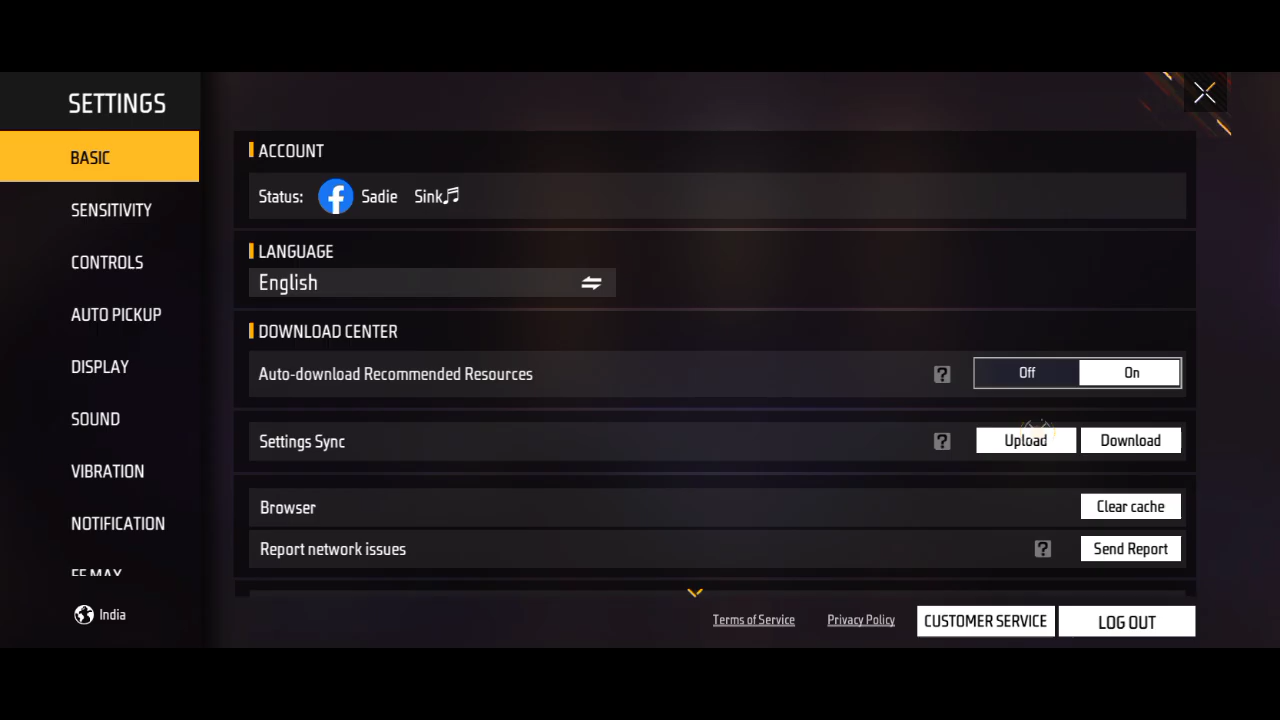 SETTINGS
BASIC
SENSITIVITY
CONTROLS
AUTO PICKUP
DISPLAY
SOUND
VIBRATION
NOTIFICATION
FF MAX
India
ACCOUNT
Status: Sadie Sink🎵
LANGUAGE
English
DOWNLOAD CENTER
Auto-download Recommended Resources ? Off On
Settings Sync ? Upload Download
Browser Clear cache
Report network issues ? Send Report
Terms of Service Privacy Policy CUSTOMER SERVICE LOG OUT